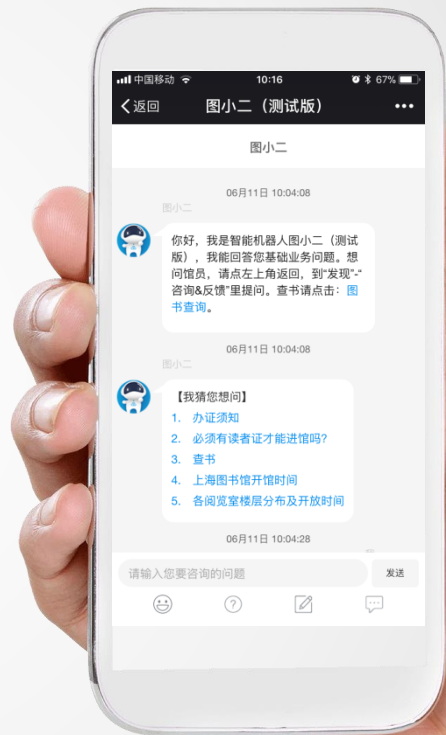 中国移动
10:16
67%
返回
图小二（测试版）
图小二
06月11日 10:04:08
图小二
你好，我是智能机器人图小二（测试
版），我能回答您基础业务问题。想
问馆员，请点左上角返回，到“发现”-“
咨询&反馈”里提问。查书请点击：图
书查询。
06月11日 10:04:08
图小二
【我猜您想问】
1. 办证须知
2. 必须有读者证才能进馆吗?
3. 查书
4. 上海图书馆开馆时间
5. 各阅览室楼层分布及开放时间
06月11日 10:04:28
请输入您要咨询的问题
发送